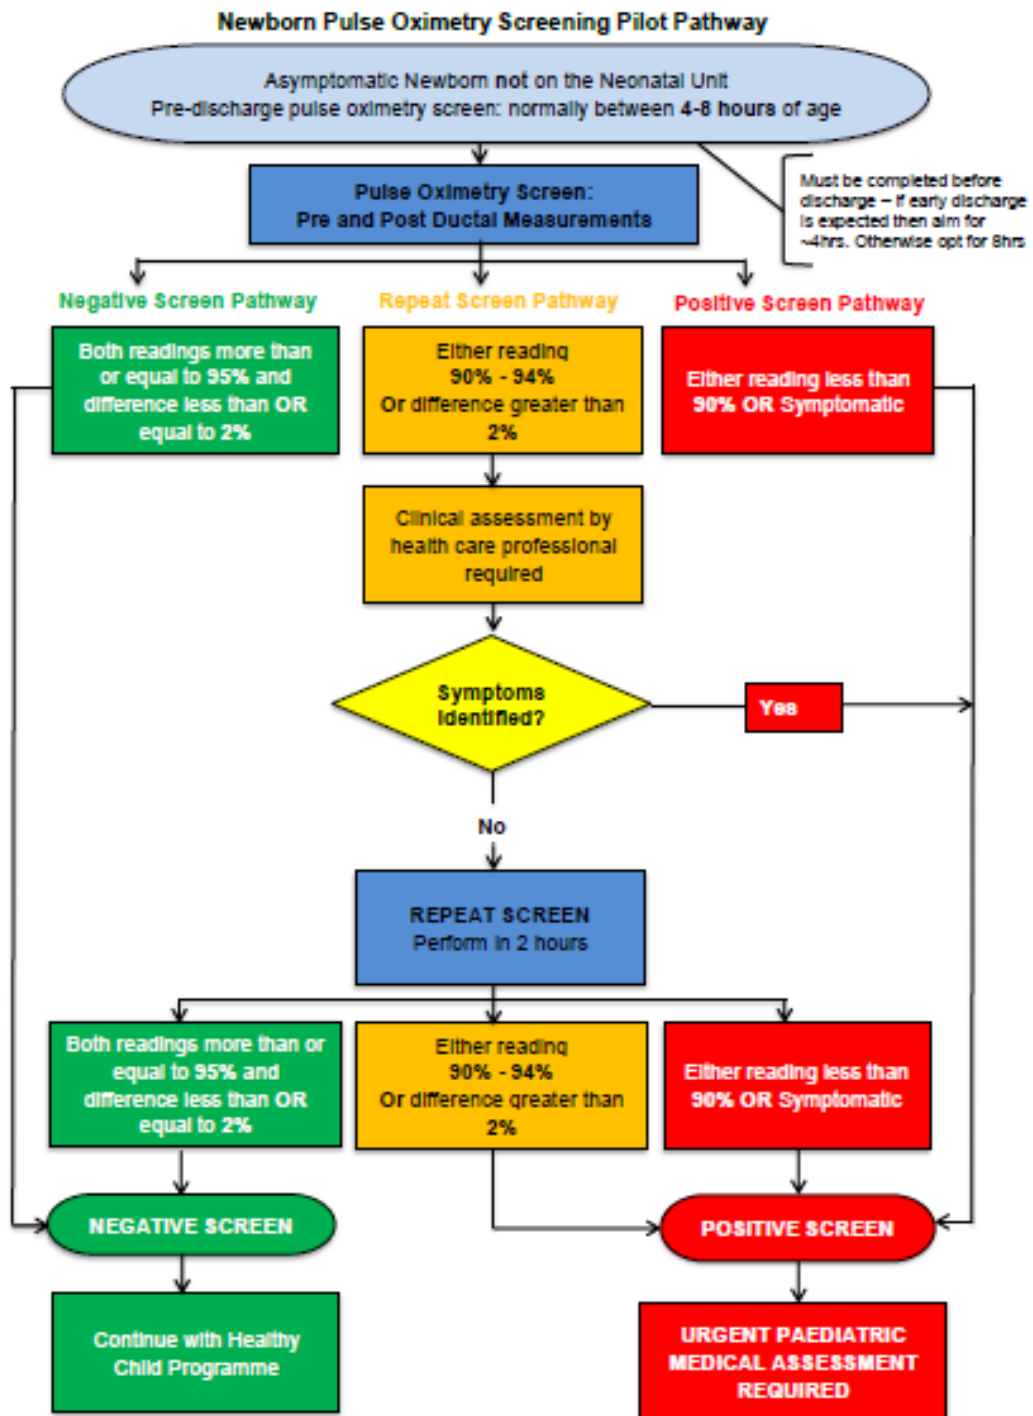 Newborn Pulse Oximetry Screening Pilot Pathway
Asymptomatic Newborn not on the Neonatal Unit
Pre-discharge pulse oximetry screen: normally between 4-8 hours of age
Pulse Oximetry Screen:
Pre and Post Ductal Measurements
Must be completed before
discharge – if early discharge
is expected then aim for
~4hrs. Otherwise opt for 8hrs
Negative Screen Pathway
Repeat Screen Pathway
Positive Screen Pathway
Both readings more than
or equal to 95% and
difference less than OR
equal to 2%
Either reading
90% - 94%
Or difference greater than
2%
Either reading less than
90% OR Symptomatic
Clinical assessment by
health care professional
required
Symptoms
Identified?
Yes
No
REPEAT SCREEN
Perform in 2 hours
Both readings more than or
equal to 95% and
difference less than OR
equal to 2%
Either reading
90% - 94%
Or difference greater than
2%
Either reading less than
90% OR Symptomatic
NEGATIVE SCREEN
POSITIVE SCREEN
Continue with Healthy
Child Programme
URGENT PAEDIATRIC
MEDICAL ASSESSMENT
REQUIRED